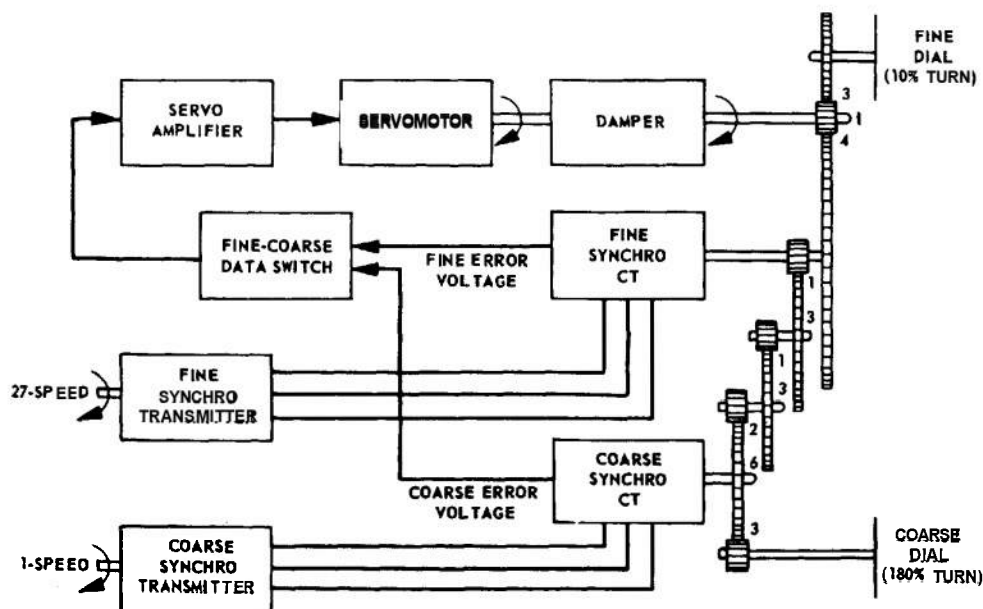 FINE
DIAL
(10% TURN)
SERVO
AMPLIFIER
SERVOMOTOR
DAMPER
3
1
4
FINE-COARSE
DATA SWITCH
FINE ERROR
VOLTAGE
FINE
SYNCHRO
CT
1
3
1
3
27-SPEED
FINE
SYNCHRO
TRANSMITTER
2
6
3
COARSE ERROR
VOLTAGE
COARSE
SYNCHRO
CT
1-SPEED
COARSE
SYNCHRO
TRANSMITTER
COARSE
DIAL
(180% TURN)